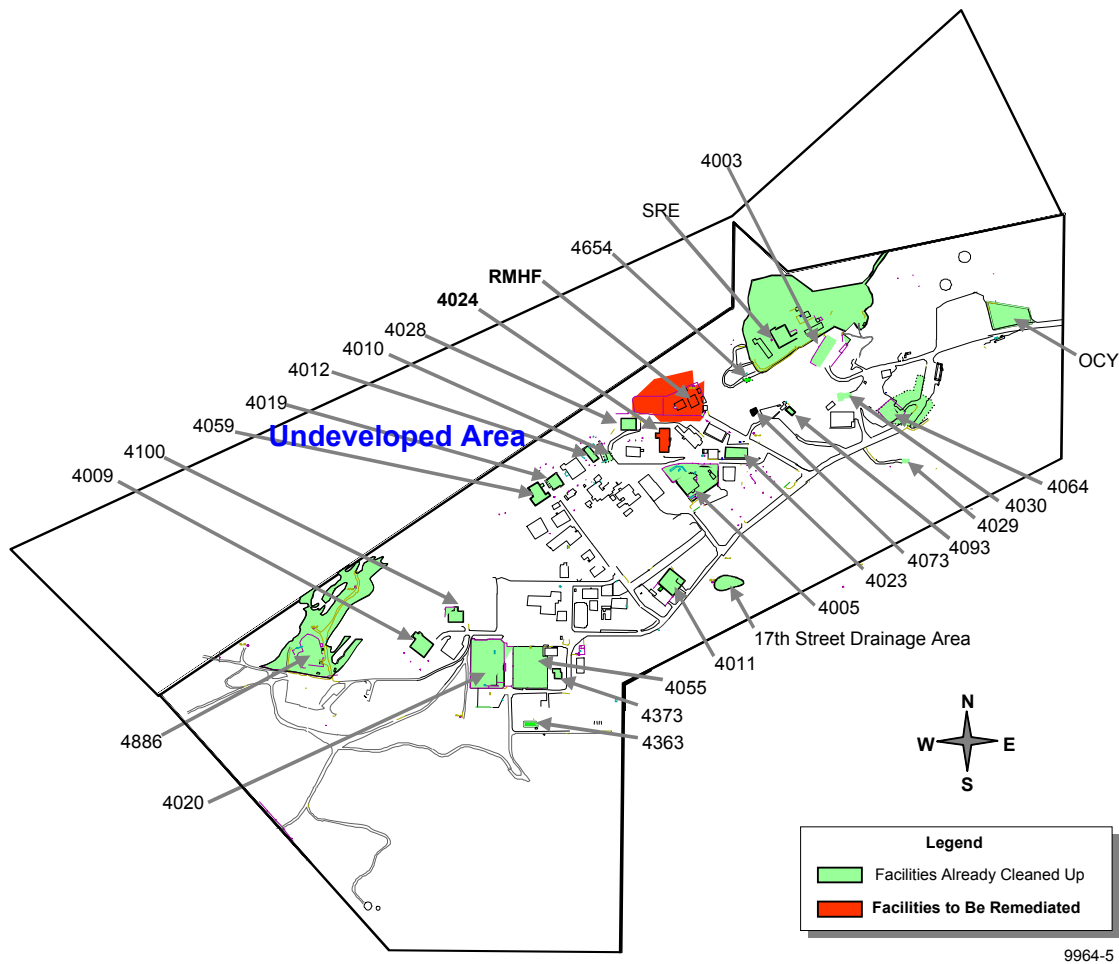 4003
SRE
4654
RMHF
4024
4028
4010
4012
4019
4059
Undeveloped Area
4100
4009
OCY
4064
4030
4029
4093
4073
4023
4005
17th Street Drainage Area
4011
4055
4373
4363
4886
4020
N
W
E
S
Legend
Facilities Already Cleaned Up
Facilities to Be Remediated
9964-5